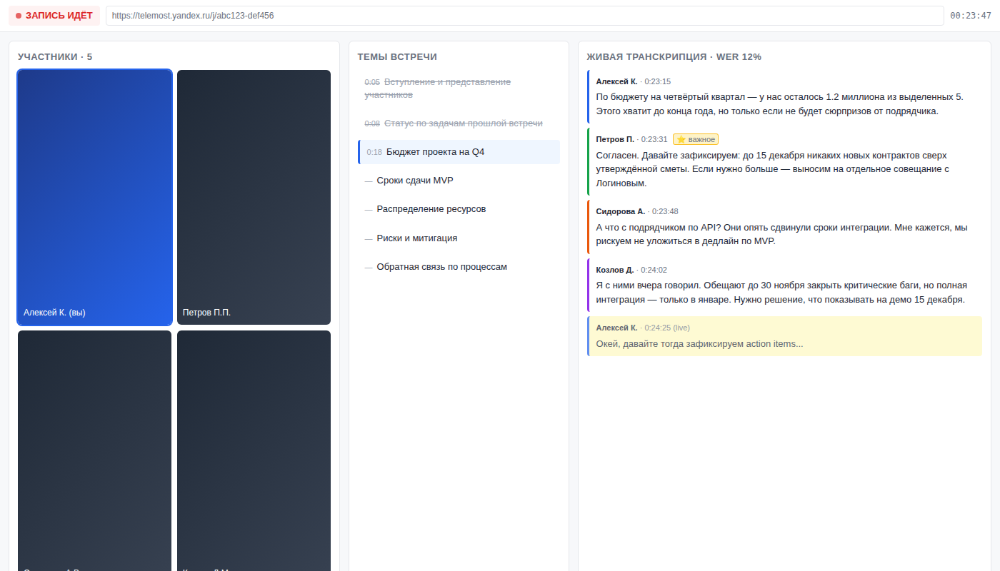 ЗАПИСЬ ИДЁТ
https://telemost.yandex.ru/j/abc123-def456
00:23:47
УЧАСТНИКИ · 5
Алексей К. (вы)
Петров П.П.
ТЕМЫ ВСТРЕЧИ
0:05 Вступление и представление
участников
0:08 Статус по задачам прошлой встречи
0:18 Бюджет проекта на Q4
— Сроки сдачи MVP
— Распределение ресурсов
— Риски и митигация
— Обратная связь по процессам
ЖИВАЯ ТРАНСКРИПЦИЯ · WER 12%
Алексей К. · 0:23:15
По бюджету на четвёртый квартал — у нас осталось 1.2 миллиона из выделенных 5.
Этого хватит до конца года, но только если не будет сюрпризов от подрядчика.
Петров П. · 0:23:31 ⭐ важное
Согласен. Давайте зафиксируем: до 15 декабря никаких новых контрактов сверх
утверждённой сметы. Если нужно больше — выносим на отдельное совещание с
Логиновым.
Сидорова А. · 0:23:48
А что с подрядчиком по API? Они опять сдвинули сроки интеграции. Мне кажется, мы
рискуем не уложиться в дедлайн по MVP.
Козлов Д. · 0:24:02
Я с ними вчера говорил. Обещают до 30 ноября закрыть критические баги, но полная
интеграция — только в январе. Нужно решение, что показывать на демо 15 декабря.
Алексей К. · 0:24:25 (live)
Окей, давайте тогда зафиксируем action items...